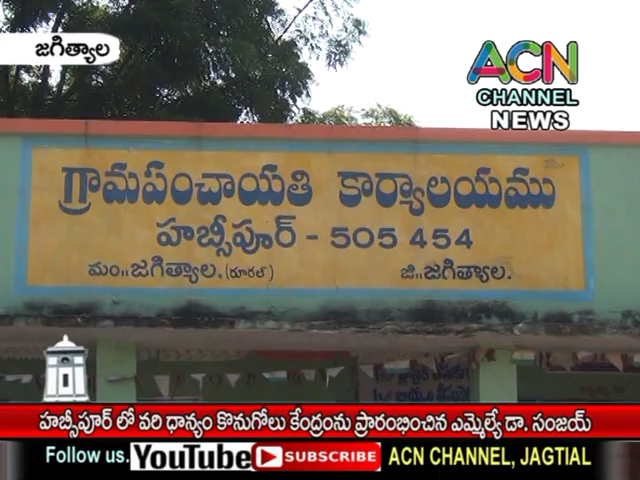 జగిత్యాల
ACN
CHANNEL
NEWS
గ్రామపంచాయతి కార్యాలయము
హబ్సీపూర్ - 505 454
మం॥జగిత్యాల.(రూరల్) జి॥జగిత్యాల.
హబ్సీపూర్ లో వరి ధాన్యం కొనుగోలు కేంద్రంను ప్రారంభించిన ఎమ్మెల్యే డా. సంజయ్
Follow us. YouTube SUBSCRIBE ACN CHANNEL, JAGTIAL